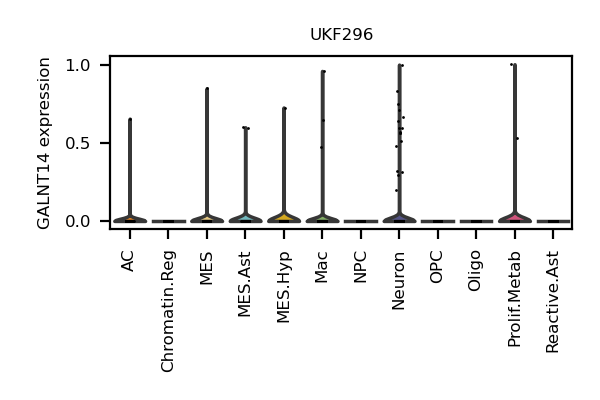 UKF296
GALNT14 expression
1.0
0.5
0.0
AC
Chromatin.Reg
MES
MES.Ast
MES.Hyp
Mac
NPC
Neuron
OPC
Oligo
Prolif.Metab
Reactive.Ast